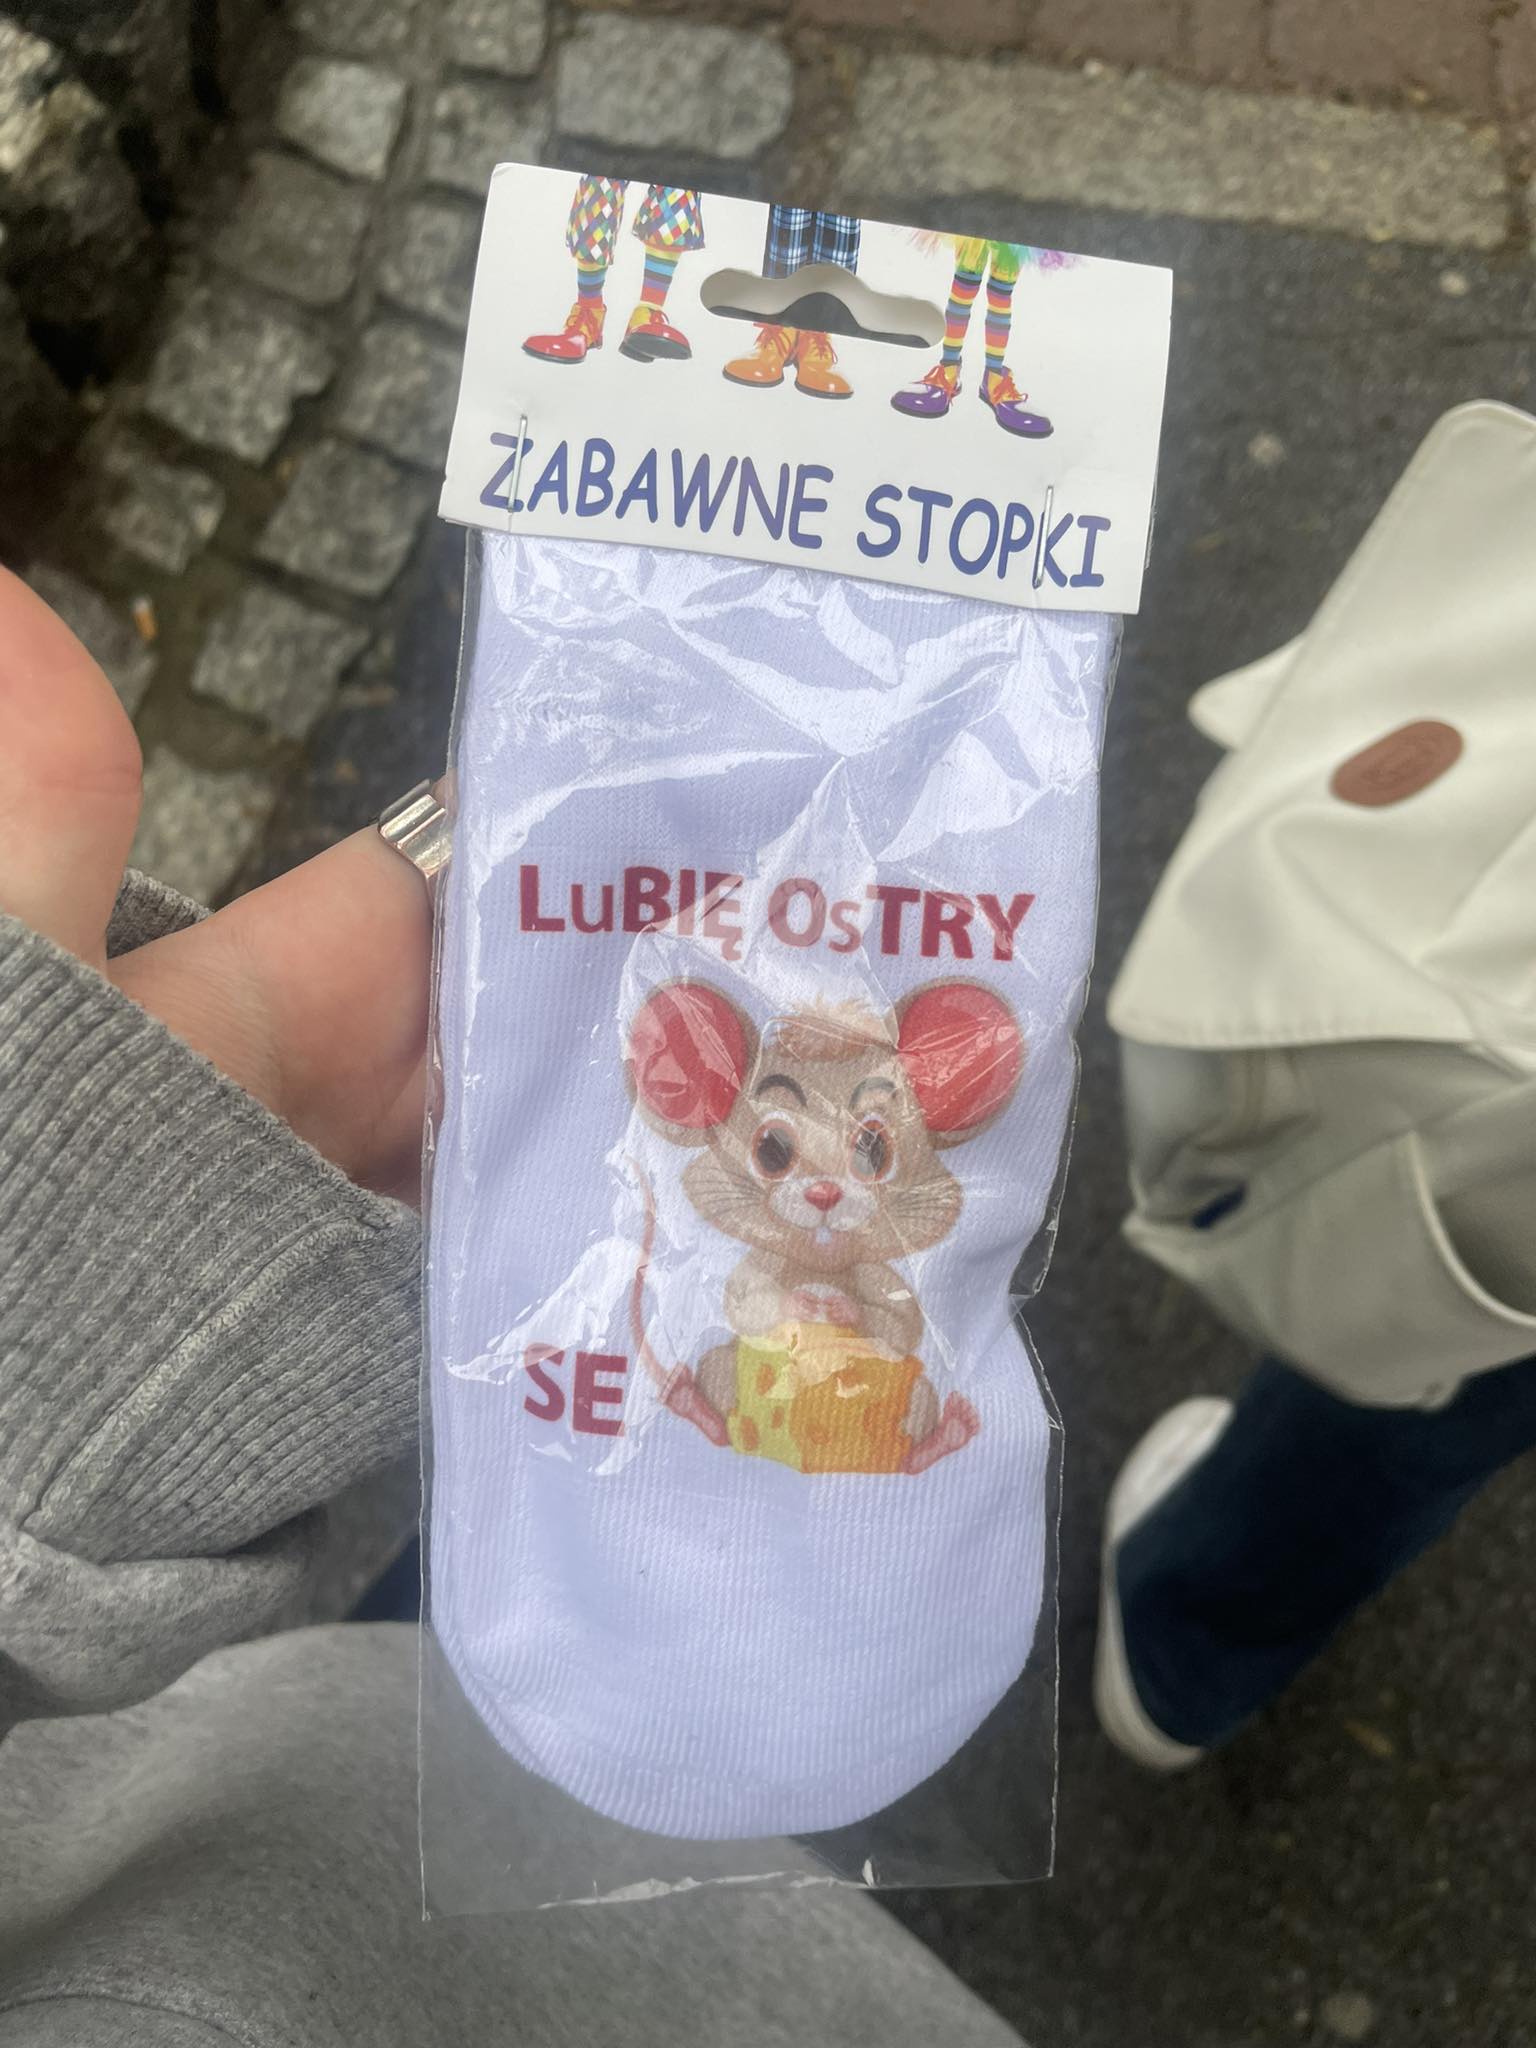 ZABAWNE STOPKI
LuBIĘ OsTRY
SE